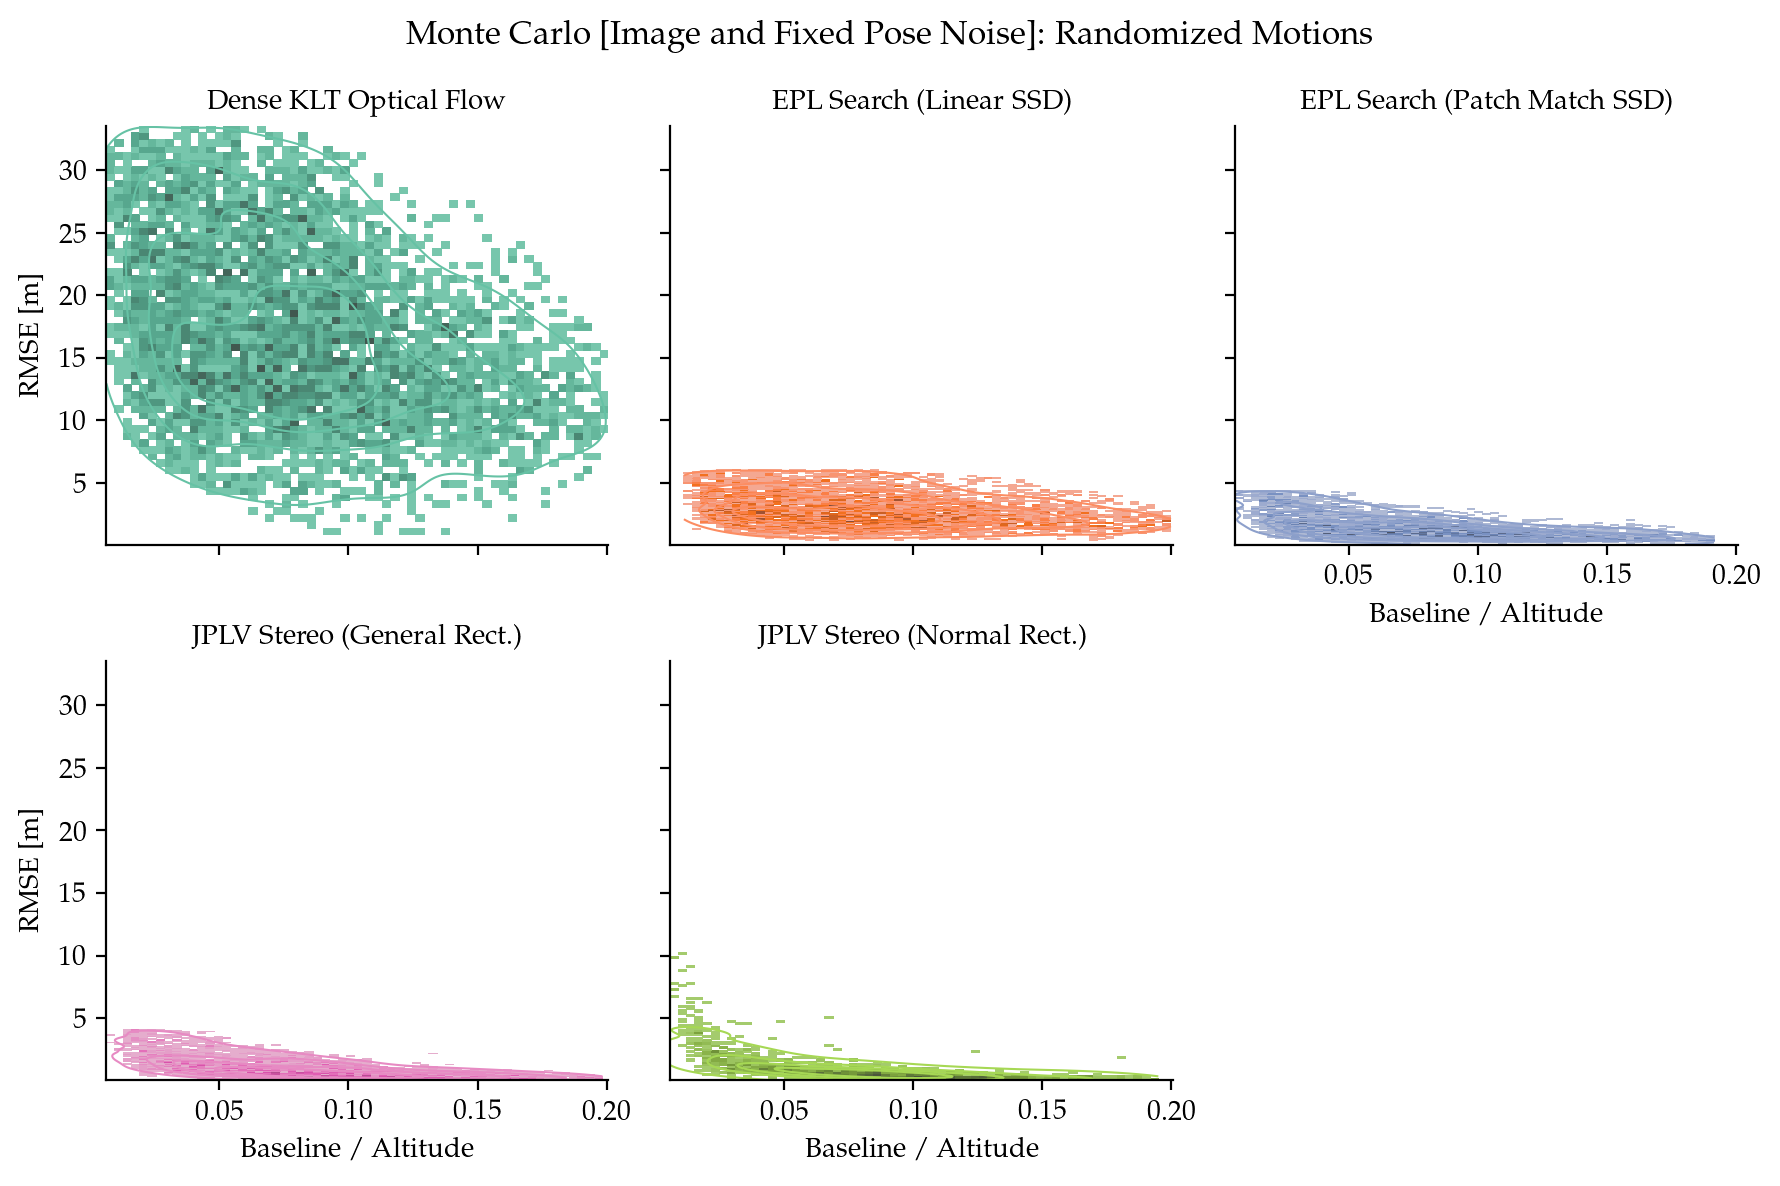 Monte Carlo [Image and Fixed Pose Noise]: Randomized Motions
Dense KLT Optical Flow
EPL Search (Linear SSD)
EPL Search (Patch Match SSD)
RMSE [m]
30
25
20
15
10
5
0.05 0.10 0.15 0.20
Baseline / Altitude
JPLV Stereo (General Rect.)
JPLV Stereo (Normal Rect.)
RMSE [m]
30
25
20
15
10
5
0.05 0.10 0.15 0.20
Baseline / Altitude
0.05 0.10 0.15 0.20
Baseline / Altitude